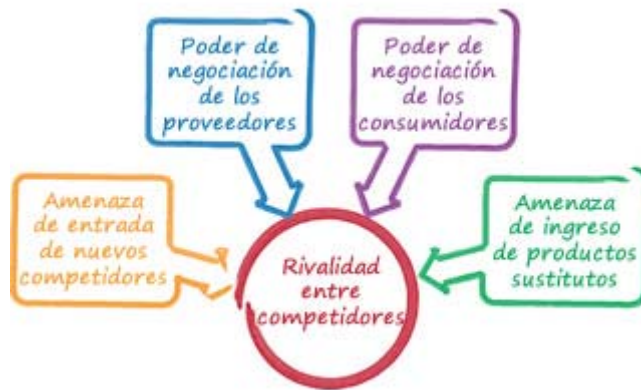 Poder de
negociación
de los
proveedores
Poder de
negociación
de los
consumidores
Amenaza
de entrada
de nuevos
competidores
Rivalidad
entre
competidores
Amenaza
de ingreso
de productos
sustitutos